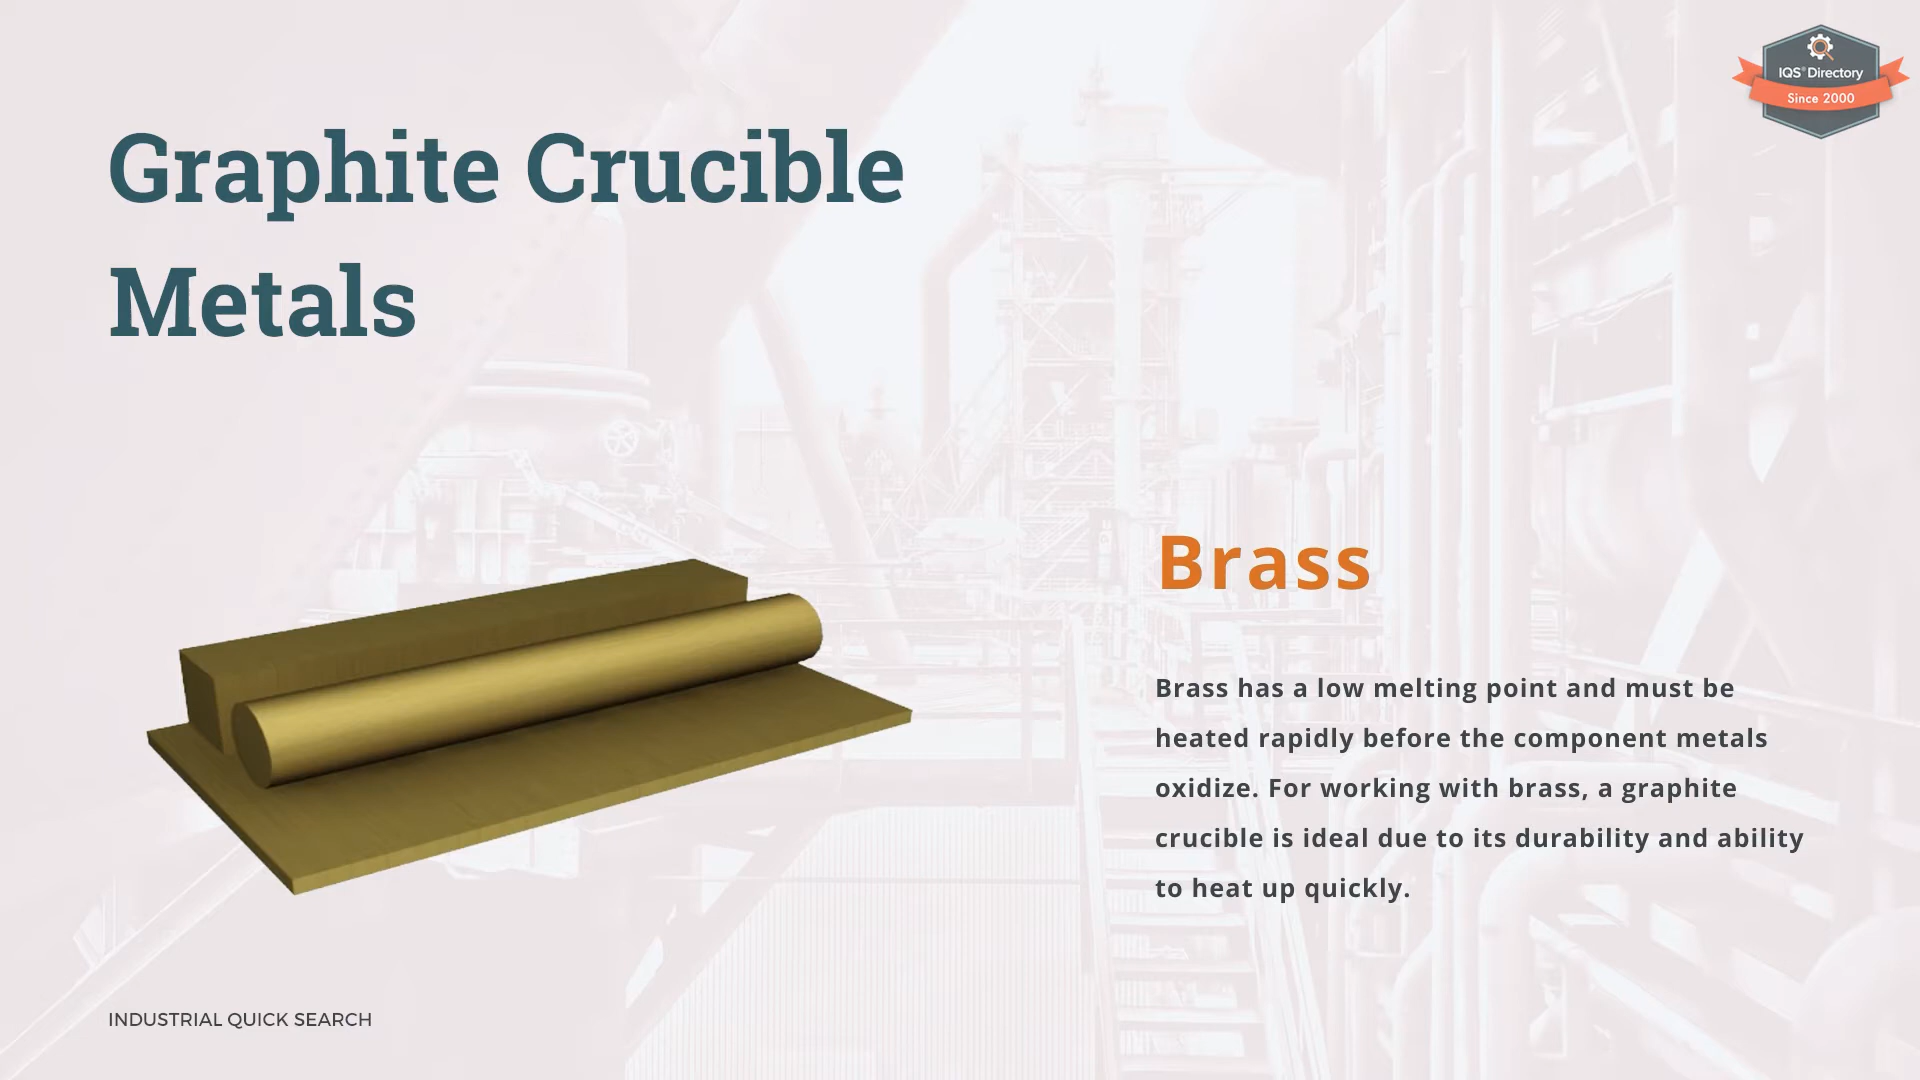 IQS® Directory
Since 2000
Graphite Crucible
Metals
Brass
Brass has a low melting point and must be
heated rapidly before the component metals
oxidize. For working with brass, a graphite
crucible is ideal due to its durability and ability
to heat up quickly.
INDUSTRIAL QUICK SEARCH